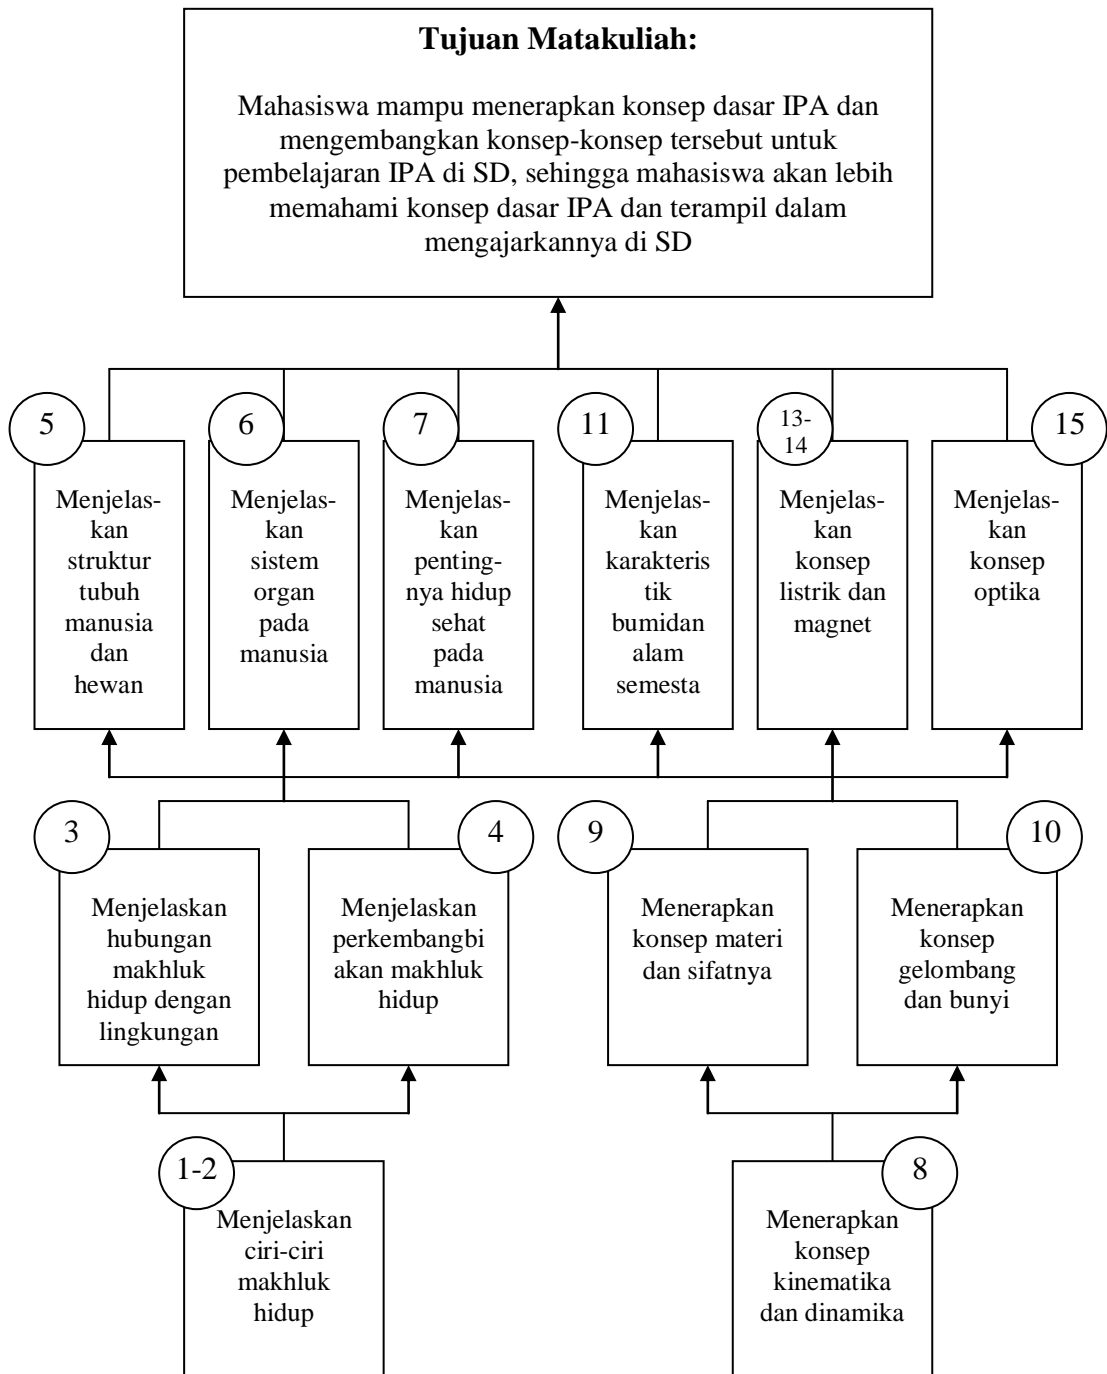 Tujuan Matakuliah:
Mahasiswa mampu menerapkan konsep dasar IPA dan
mengembangkan konsep-konsep tersebut untuk
pembelajaran IPA di SD, sehingga mahasiswa akan lebih
memahami konsep dasar IPA dan terampil dalam
mengajarkannya di SD
5
Menjelas-
kan
struktur
tubuh
manusia
dan
hewan
6
Menjelas-
kan
sistem
organ
pada
manusia
7
Menjelas-
kan
penting-
nya hidup
sehat
pada
manusia
11
Menjelas-
kan
karakteris
tik
bumidan
alam
semesta
13-
14
Menjelas-
kan
konsep
listrik dan
magnet
15
Menjelas-
kan
konsep
optika
3
Menjelaskan
hubungan
makhluk
hidup dengan
lingkungan
4
Menjelaskan
perkembangbi
akan makhluk
hidup
9
Menerapkan
konsep materi
dan sifatnya
10
Menerapkan
konsep
gelombang
dan bunyi
1-2
Menjelaskan
ciri-ciri
makhluk
hidup
8
Menerapkan
konsep
kinematika
dan dinamika